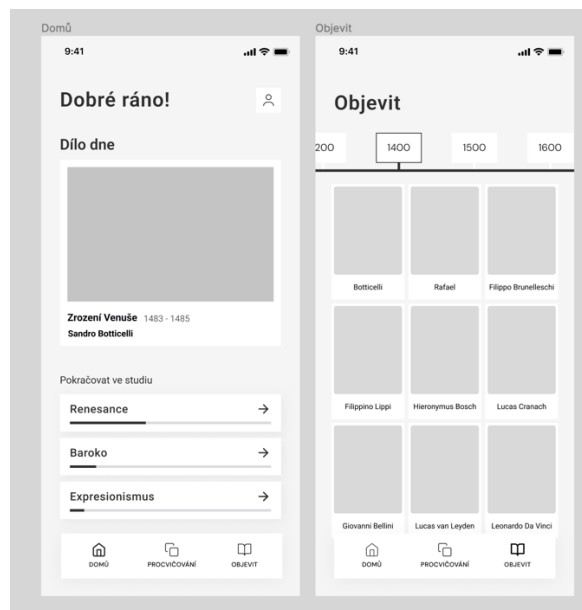 Domů
9:41
Dobré ráno!
Dílo dne
Zrození Venuše 1483 - 1485
Sandro Botticelli
Pokračovat ve studiu
Renesance
Baroko
Expresionismus
DOMŮ PROCVIČOVÁNÍ OBJEVIT
Objevit
9:41
Objevit
200 1400 1500 1600
Botticelli Rafael Filippo Brunelleschi
Filippino Lippi Hieronymus Bosch Lucas Cranach
Giovanni Bellini Lucas van Leyden Leonardo Da Vinci
DOMŮ PROCVIČOVÁNÍ OBJEVIT